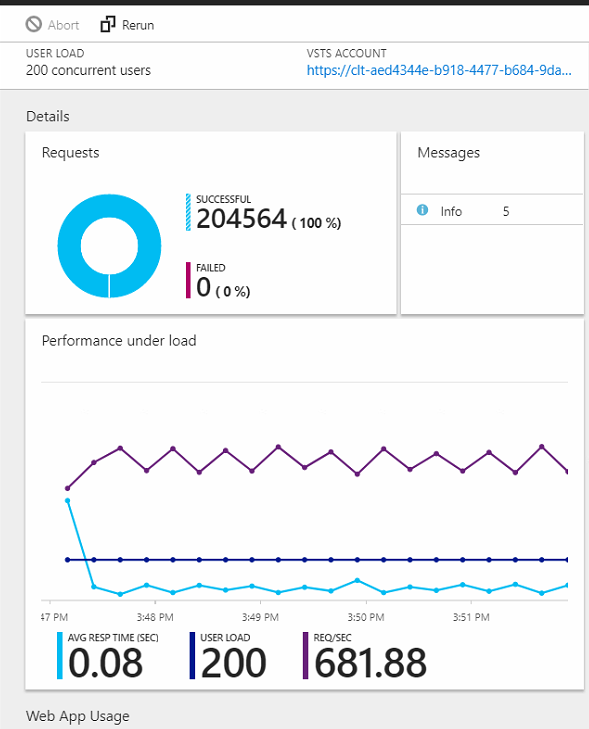 Abort Rerun
USER LOAD VSTS ACCOUNT
200 concurrent users https://clt-aed4344e-b918-4477-b684-9da...
Details
Requests Messages
SUCCESSFUL
204564 ( 100 %)
Info 5
FAILED
0 ( 0 %)
Performance under load
47 PM 3:48 PM 3:49 PM 3:50 PM 3:51 PM
AVG RESP TIME (SEC) USER LOAD REQ/SEC
0.08 200 681.88
Web App Usage